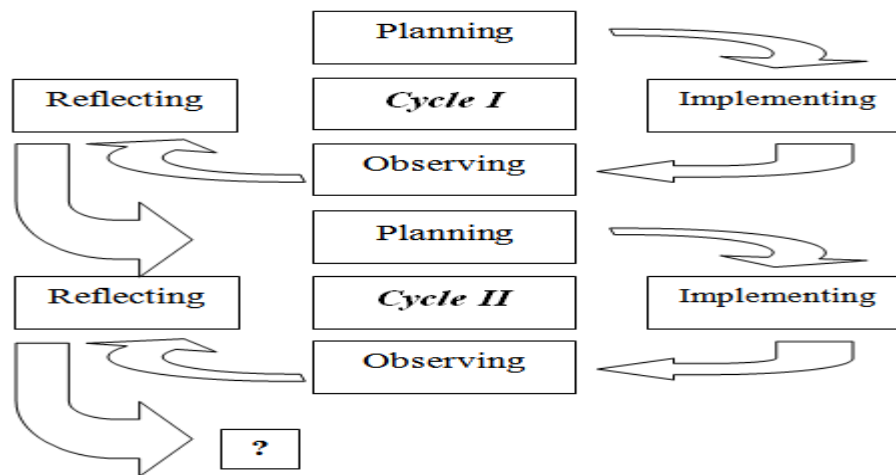 Planning
Reflecting
Cycle I
Implementing
Observing
Planning
Reflecting
Cycle II
Implementing
Observing
?